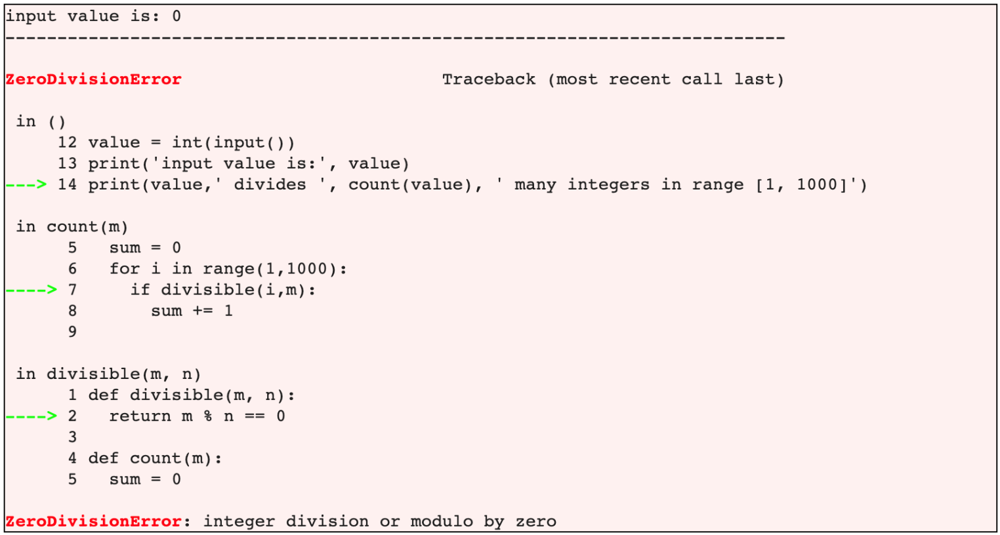 input value is: 0
---------------------------------------------------------------------------
ZeroDivisionError                         Traceback (most recent call last)
 in ()
     12 value = int(input())
     13 print('input value is:', value)
---> 14 print(value,' divides ', count(value), ' many integers in range [1, 1000]')
 in count(m)
      5   sum = 0
      6   for i in range(1,1000):
----> 7     if divisible(i,m):
      8       sum += 1
      9
 in divisible(m, n)
      1 def divisible(m, n):
----> 2   return m % n == 0
      3
      4 def count(m):
      5   sum = 0
ZeroDivisionError: integer division or modulo by zero